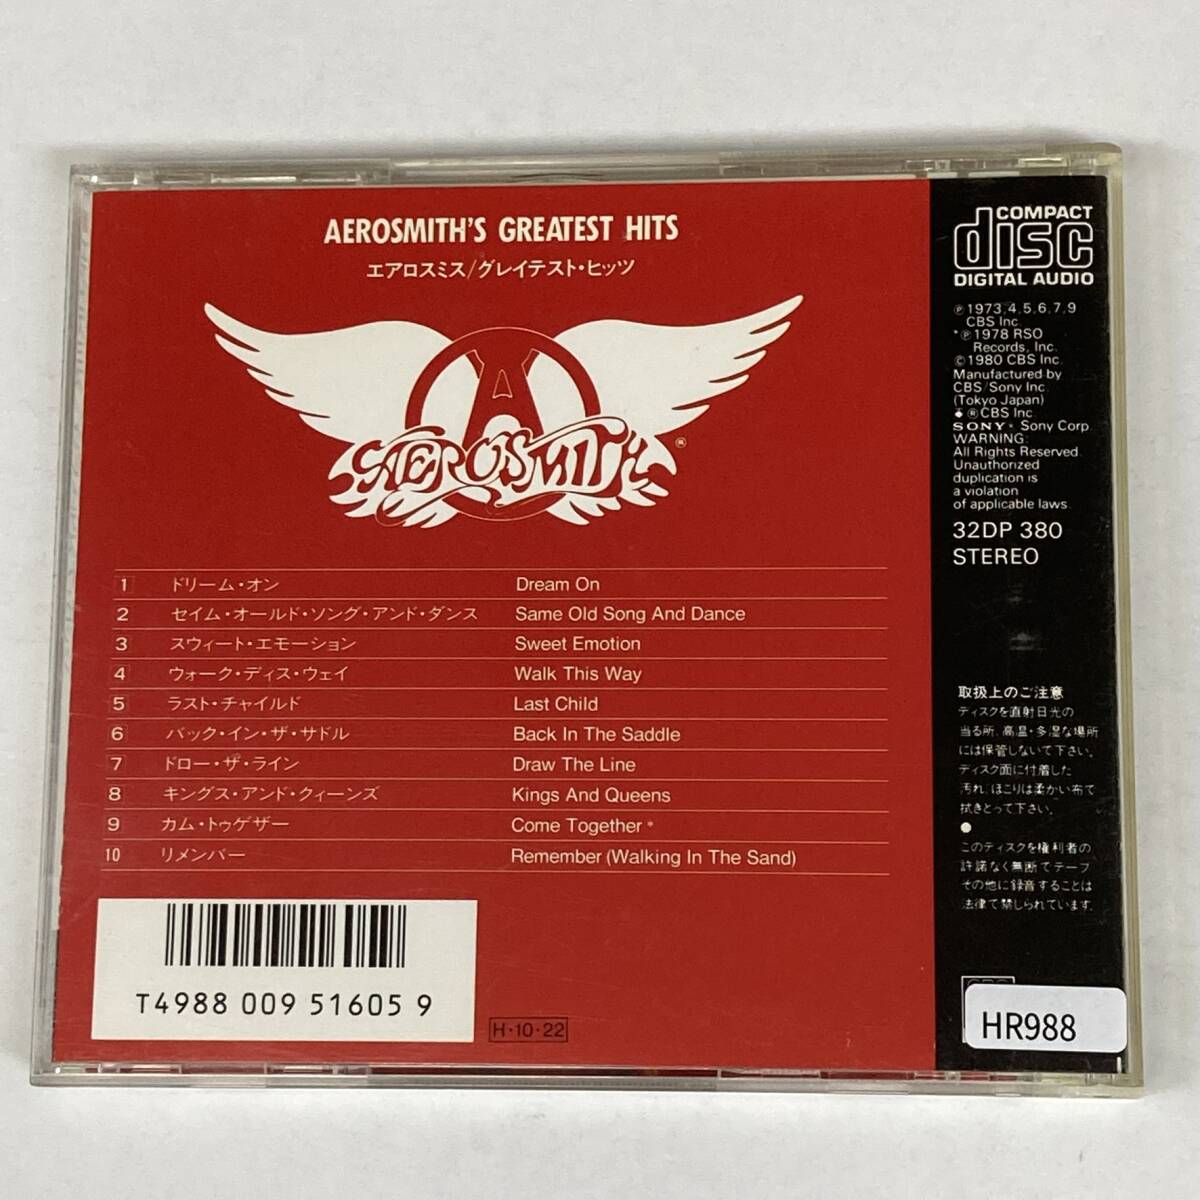 AEROSMITH'S GREATEST HITS
エアロスミス/グレイテスト・ヒッツ
A
AEROSMITH ®
1 ドリーム・オン Dream On
2 セイム・オールド・ソング・アンド・ダンス Same Old Song And Dance
3 スウィート・エモーション Sweet Emotion
4 ウォーク・ディス・ウェイ Walk This Way
5 ラスト・チャイルド Last Child
6 バック・イン・ザ・サドル Back In The Saddle
7 ドロー・ザ・ライン Draw The Line
8 キングス・アンド・クィーンズ Kings And Queens
9 カム・トゥゲザー Come Together *
10 リメンバー Remember (Walking In The Sand)
T4988 009 51605 9
H・10・22
COMPACT
disc
DIGITAL AUDIO
℗1973,4,5,6,7,9
CBS Inc.
*℗1978 RSO
Records, Inc.
©1980 CBS Inc.
Manufactured by
CBS/Sony Inc.
(Tokyo Japan)
®CBS Inc.
SONY® Sony Corp.
WARNING:
All Rights Reserved.
Unauthorized
duplication is
a violation
of applicable laws.
32DP 380
STEREO
取扱上のご注意
ディスクを直射日光の
当る所、高温・多湿な場所
には保管しないで下さい。
ディスク面に付着した
汚れ、ほこりは柔かい布で
拭きとって下さい。
●
このディスクを権利者の
許諾なく無断でテープ
その他に録音することは
法律で禁じられています。
HR988